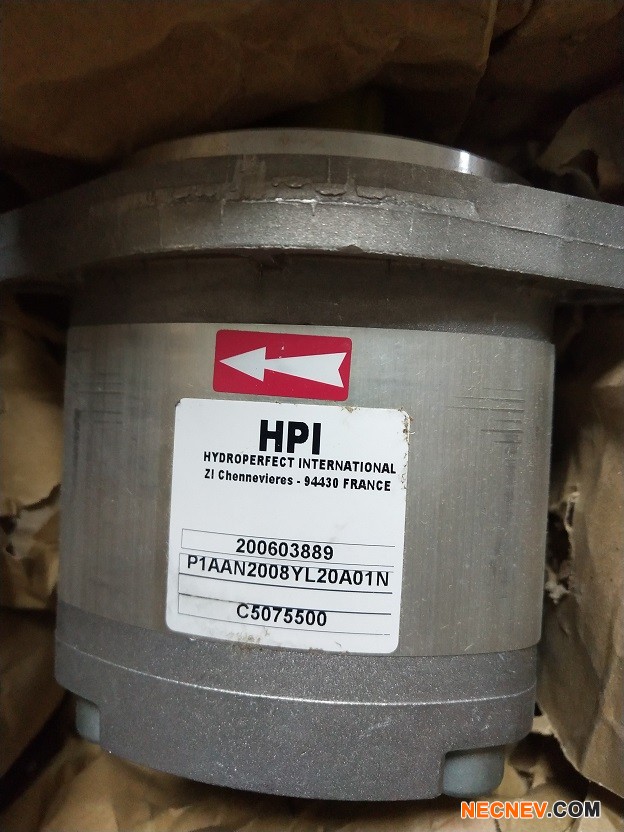 HPI
HYDROPERFECT INTERNATIONAL
ZI Chennevieres - 94430 FRANCE
200603889
P1AAN2008YL20A01N
C5075500
NECNEV.COM